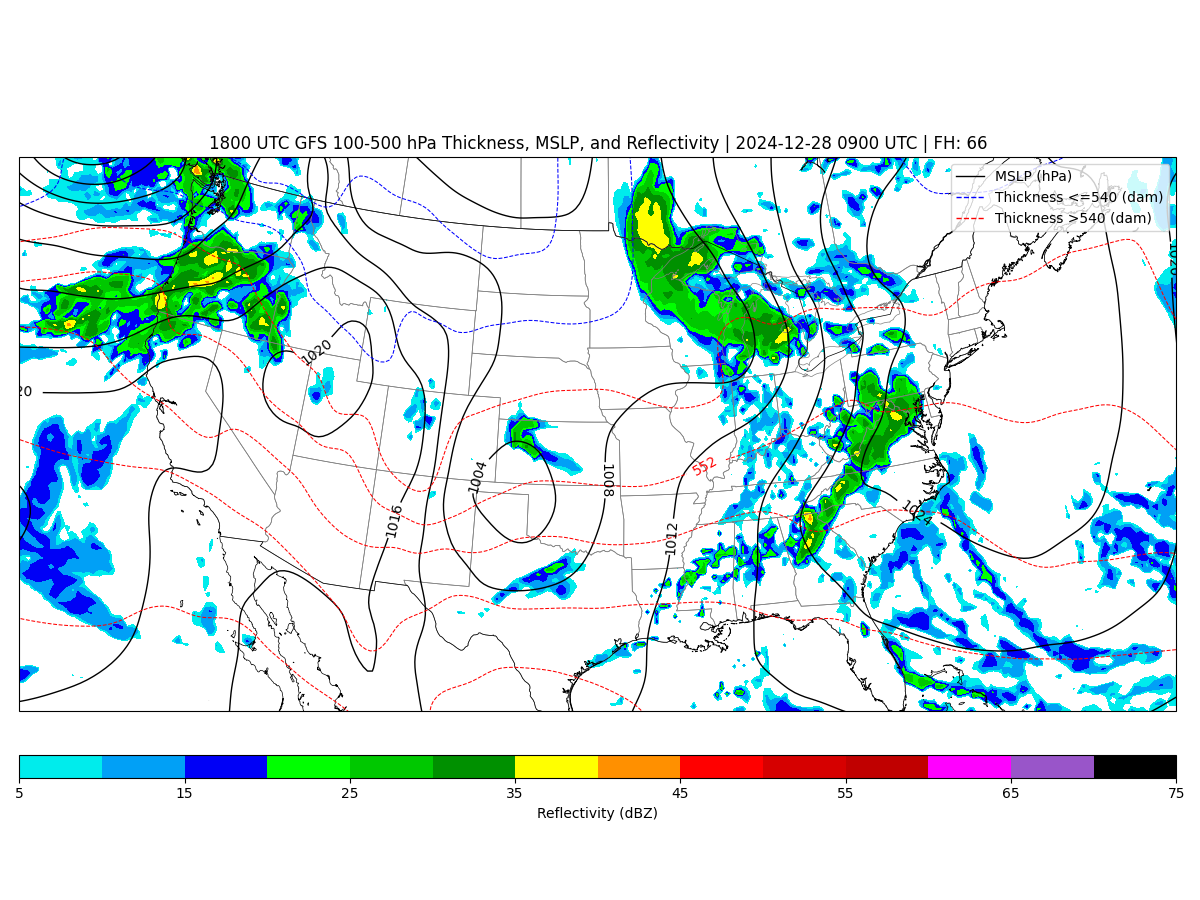 1800 UTC GFS 100-500 hPa Thickness, MSLP, and Reflectivity | 2024-12-28 0900 UTC | FH: 66
MSLP (hPa)
Thickness <=540 (dam)
Thickness >540 (dam)
1020
1020
20
552
1004
1008
1016
1012
1024
5 15 25 35 45 55 65 75
Reflectivity (dBZ)